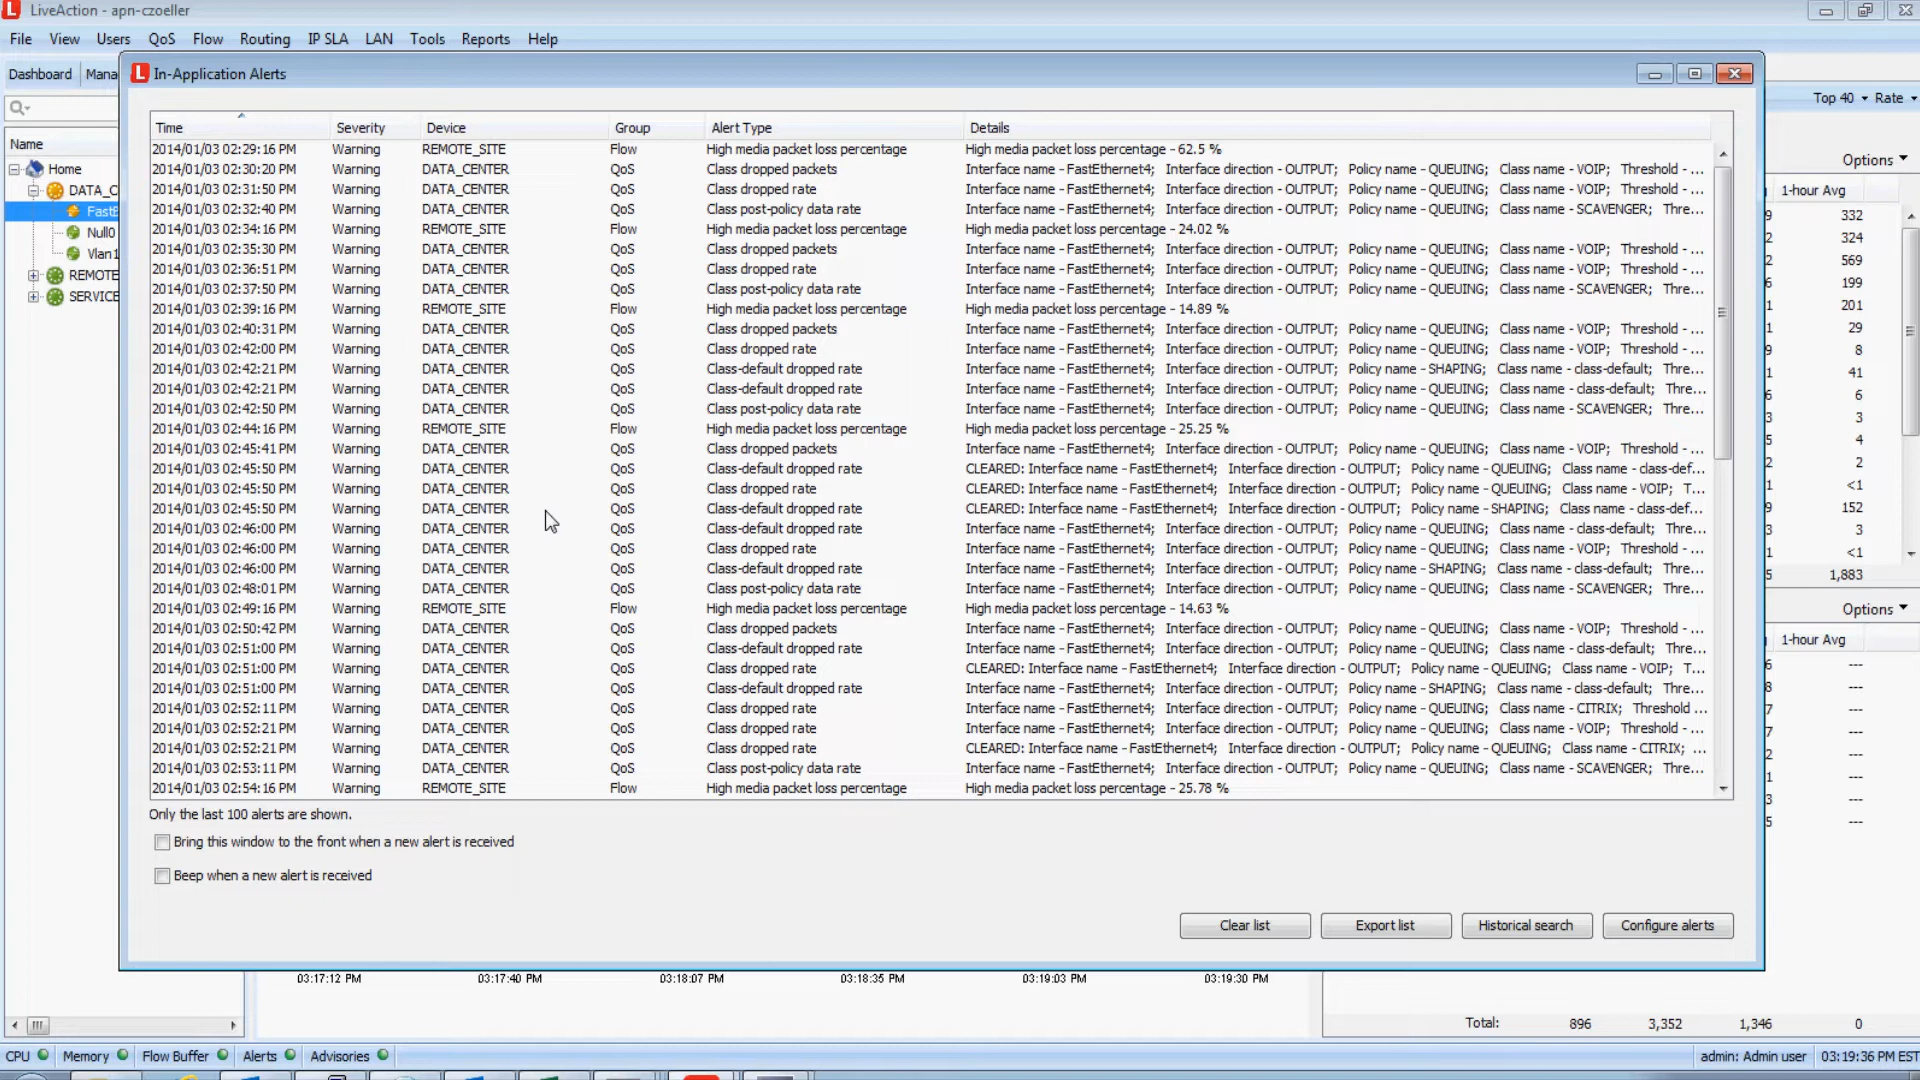 LiveAction - apn-czoeller
File View Users QoS Flow Routing IP SLA LAN Tools Reports Help
Dashboard Mana
In-Application Alerts
Top 40 Rate
Name
Home
DATA_C
FastE
Null0
Vlan1
REMOTE
SERVICE
Time Severity Device Group Alert Type Details
2014/01/03 02:29:16 PM Warning REMOTE_SITE Flow High media packet loss percentage High media packet loss percentage - 62.5 %
2014/01/03 02:30:20 PM Warning DATA_CENTER QoS Class dropped packets Interface name - FastEthernet4; Interface direction - OUTPUT; Policy name - QUEUING; Class name - VOIP; Threshold - ...
2014/01/03 02:31:50 PM Warning DATA_CENTER QoS Class dropped rate Interface name - FastEthernet4; Interface direction - OUTPUT; Policy name - QUEUING; Class name - VOIP; Threshold - ...
2014/01/03 02:32:40 PM Warning DATA_CENTER QoS Class post-policy data rate Interface name - FastEthernet4; Interface direction - OUTPUT; Policy name - QUEUING; Class name - SCAVENGER; Thre...
2014/01/03 02:34:16 PM Warning REMOTE_SITE Flow High media packet loss percentage High media packet loss percentage - 24.02 %
2014/01/03 02:35:30 PM Warning DATA_CENTER QoS Class dropped packets Interface name - FastEthernet4; Interface direction - OUTPUT; Policy name - QUEUING; Class name - VOIP; Threshold - ...
2014/01/03 02:36:51 PM Warning DATA_CENTER QoS Class dropped rate Interface name - FastEthernet4; Interface direction - OUTPUT; Policy name - QUEUING; Class name - VOIP; Threshold - ...
2014/01/03 02:37:50 PM Warning DATA_CENTER QoS Class post-policy data rate Interface name - FastEthernet4; Interface direction - OUTPUT; Policy name - QUEUING; Class name - SCAVENGER; Thre...
2014/01/03 02:39:16 PM Warning REMOTE_SITE Flow High media packet loss percentage High media packet loss percentage - 14.89 %
2014/01/03 02:40:31 PM Warning DATA_CENTER QoS Class dropped packets Interface name - FastEthernet4; Interface direction - OUTPUT; Policy name - QUEUING; Class name - VOIP; Threshold - ...
2014/01/03 02:42:00 PM Warning DATA_CENTER QoS Class dropped rate Interface name - FastEthernet4; Interface direction - OUTPUT; Policy name - QUEUING; Class name - VOIP; Threshold - ...
2014/01/03 02:42:21 PM Warning DATA_CENTER QoS Class-default dropped rate Interface name - FastEthernet4; Interface direction - OUTPUT; Policy name - SHAPING; Class name - class-default; Thre...
2014/01/03 02:42:21 PM Warning DATA_CENTER QoS Class-default dropped rate Interface name - FastEthernet4; Interface direction - OUTPUT; Policy name - QUEUING; Class name - class-default; Thre...
2014/01/03 02:42:50 PM Warning DATA_CENTER QoS Class post-policy data rate Interface name - FastEthernet4; Interface direction - OUTPUT; Policy name - QUEUING; Class name - SCAVENGER; Thre...
2014/01/03 02:44:16 PM Warning REMOTE_SITE Flow High media packet loss percentage High media packet loss percentage - 25.25 %
2014/01/03 02:45:41 PM Warning DATA_CENTER QoS Class dropped packets Interface name - FastEthernet4; Interface direction - OUTPUT; Policy name - QUEUING; Class name - VOIP; Threshold - ...
2014/01/03 02:45:50 PM Warning DATA_CENTER QoS Class-default dropped rate CLEARED: Interface name - FastEthernet4; Interface direction - OUTPUT; Policy name - QUEUING; Class name - class-def...
2014/01/03 02:45:50 PM Warning DATA_CENTER QoS Class dropped rate CLEARED: Interface name - FastEthernet4; Interface direction - OUTPUT; Policy name - QUEUING; Class name - VOIP; T...
2014/01/03 02:45:50 PM Warning DATA_CENTER QoS Class-default dropped rate CLEARED: Interface name - FastEthernet4; Interface direction - OUTPUT; Policy name - SHAPING; Class name - class-def...
2014/01/03 02:46:00 PM Warning DATA_CENTER QoS Class-default dropped rate Interface name - FastEthernet4; Interface direction - OUTPUT; Policy name - QUEUING; Class name - class-default; Thre...
2014/01/03 02:46:00 PM Warning DATA_CENTER QoS Class dropped rate Interface name - FastEthernet4; Interface direction - OUTPUT; Policy name - QUEUING; Class name - VOIP; Threshold - ...
2014/01/03 02:46:00 PM Warning DATA_CENTER QoS Class-default dropped rate Interface name - FastEthernet4; Interface direction - OUTPUT; Policy name - SHAPING; Class name - class-default; Thre...
2014/01/03 02:48:01 PM Warning DATA_CENTER QoS Class post-policy data rate Interface name - FastEthernet4; Interface direction - OUTPUT; Policy name - QUEUING; Class name - SCAVENGER; Thre...
2014/01/03 02:49:16 PM Warning REMOTE_SITE Flow High media packet loss percentage High media packet loss percentage - 14.63 %
2014/01/03 02:50:42 PM Warning DATA_CENTER QoS Class dropped packets Interface name - FastEthernet4; Interface direction - OUTPUT; Policy name - QUEUING; Class name - VOIP; Threshold - ...
2014/01/03 02:51:00 PM Warning DATA_CENTER QoS Class-default dropped rate Interface name - FastEthernet4; Interface direction - OUTPUT; Policy name - QUEUING; Class name - class-default; Thre...
2014/01/03 02:51:00 PM Warning DATA_CENTER QoS Class dropped rate CLEARED: Interface name - FastEthernet4; Interface direction - OUTPUT; Policy name - QUEUING; Class name - VOIP; T...
2014/01/03 02:51:00 PM Warning DATA_CENTER QoS Class-default dropped rate Interface name - FastEthernet4; Interface direction - OUTPUT; Policy name - SHAPING; Class name - class-default; Thre...
2014/01/03 02:52:11 PM Warning DATA_CENTER QoS Class dropped rate Interface name - FastEthernet4; Interface direction - OUTPUT; Policy name - QUEUING; Class name - CITRIX; Threshold ...
2014/01/03 02:52:21 PM Warning DATA_CENTER QoS Class dropped rate Interface name - FastEthernet4; Interface direction - OUTPUT; Policy name - QUEUING; Class name - VOIP; Threshold - ...
2014/01/03 02:52:21 PM Warning DATA_CENTER QoS Class dropped rate CLEARED: Interface name - FastEthernet4; Interface direction - OUTPUT; Policy name - QUEUING; Class name - CITRIX; ...
2014/01/03 02:53:11 PM Warning DATA_CENTER QoS Class post-policy data rate Interface name - FastEthernet4; Interface direction - OUTPUT; Policy name - QUEUING; Class name - SCAVENGER; Thre...
2014/01/03 02:54:16 PM Warning REMOTE_SITE Flow High media packet loss percentage High media packet loss percentage - 25.78 %
Only the last 100 alerts are shown.
Bring this window to the front when a new alert is received
Beep when a new alert is received
Clear list Export list Historical search Configure alerts
Options
1-hour Avg
9 332
2 324
2 569
6 199
1 201
1 29
9 8
1 41
6 6
3 3
5 4
2 2
1 <1
9 152
3 3
1 <1
5 1,883
Options
1-hour Avg
6 ---
8 ---
7 ---
7 ---
2 ---
1 ---
3 ---
5 ---
03:17:12 PM 03:17:40 PM 03:18:07 PM 03:18:35 PM 03:19:03 PM 03:19:30 PM
Total: 896 3,352 1,346 0
CPU Memory Flow Buffer Alerts Advisories admin: Admin user 03:19:36 PM EST